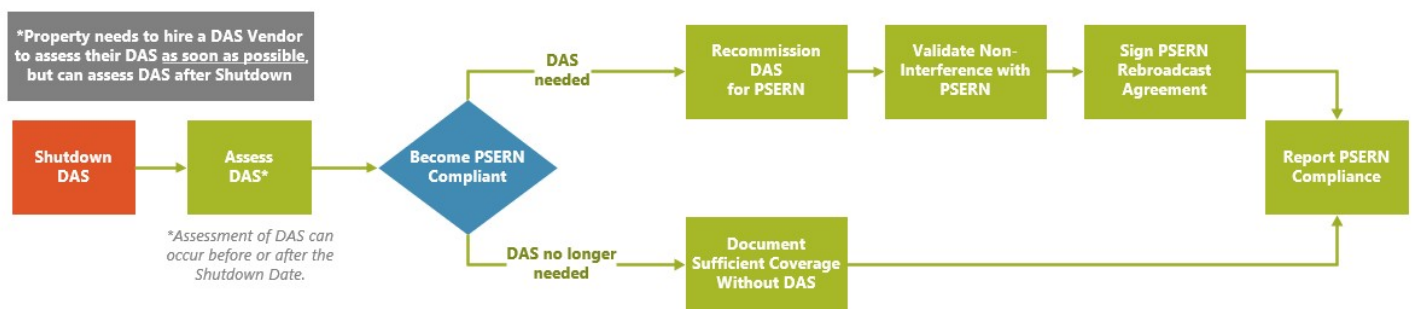 *Property needs to hire a DAS Vendor
to assess their DAS as soon as possible,
but can assess DAS after Shutdown
Shutdown
DAS
Assess
DAS*
*Assessment of DAS can
occur before or after the
Shutdown Date.
Become PSERN
Compliant
DAS
needed
Recommission
DAS
for PSERN
Validate Non-
Interference with
PSERN
Sign PSERN
Rebroadcast
Agreement
DAS no longer
needed
Document
Sufficient Coverage
Without DAS
Report PSERN
Compliance